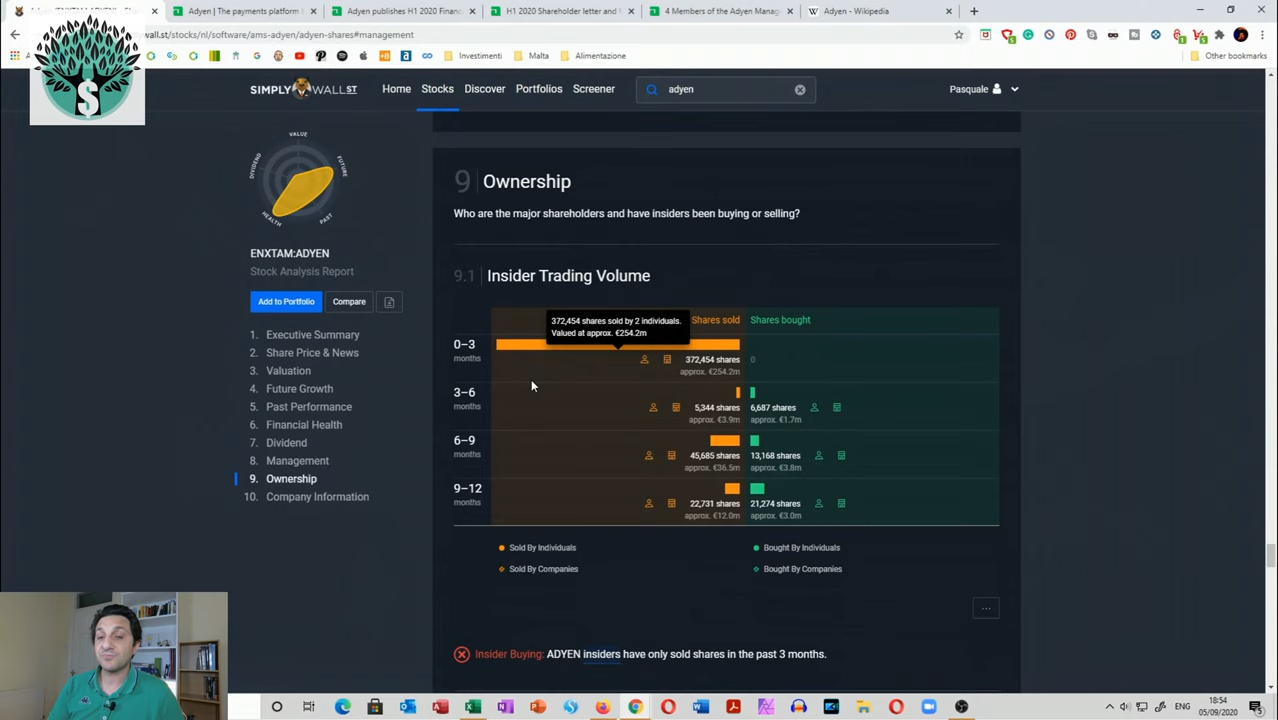 Adyen | The payments platform b
Adyen publishes H1 2020 Financ
H1 2020 Shareholder letter and f
4 Members of the Adyen Manag
Adyen - Wikipedia
wall.st/stocks/nl/software/ams-adyen/adyen-shares#management
Investimenti
Malta
Alimentazione
Other bookmarks
SIMPLY WALL ST
Home
Stocks
Discover
Portfolios
Screener
adyen
Pasquale
VALUE
FUTURE
PAST
HEALTH
DIVIDEND
ENXTAM:ADYEN
Stock Analysis Report
Add to Portfolio
Compare
1. Executive Summary
2. Share Price & News
3. Valuation
4. Future Growth
5. Past Performance
6. Financial Health
7. Dividend
8. Management
9. Ownership
10. Company Information
9 Ownership
Who are the major shareholders and have insiders been buying or selling?
9.1 Insider Trading Volume
372,454 shares sold by 2 individuals.
Valued at approx. €254.2m
Shares sold
Shares bought
0–3
months
372,454 shares
approx. €254.2m
0
3–6
months
5,344 shares
approx. €3.9m
6,687 shares
approx. €1.7m
6–9
months
45,685 shares
approx. €36.5m
13,168 shares
approx. €3.8m
9–12
months
22,731 shares
approx. €12.0m
21,274 shares
approx. €3.0m
Sold By Individuals
Bought By Individuals
Sold By Companies
Bought By Companies
Insider Buying: ADYEN insiders have only sold shares in the past 3 months.
ENG
18:54
05/09/2020